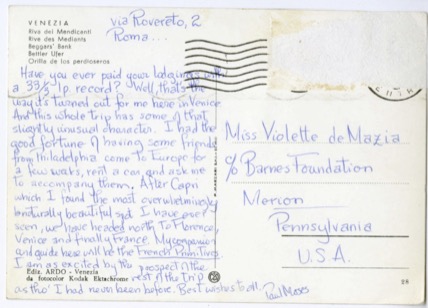 VENEZIA
Riva dei Mendicanti
Rive des Mediants
Beggars' Bank
Bettler Ufer
Orilla de los perdioseros
via Rovereto, 2
Roma...
Have you ever paid your lodgings with
a 33⅓ lp record? Well, that's the
way it's turned out for me here in Venice
And this whole trip has some of that
slightly unusual character. I had the
good fortune of having some friends
from Philadelphia come to Europe for
a few weeks, rent a car and ask me
to accompany them. After Capri
which I found the most overwhelmingly
naturally beautiful spot I have ever
seen, we have headed north to Florence,
Venice and finally France. My companion
and guide here will be the French Primitives.
I am as excited by the prospect of the
rest of the trip
as tho' I had never been before. Best wishes to all. Paul Moses
Miss Violette de Mazia
c/o Barnes Foundation
Merion
Pennsylvania
U.S.A.
Ediz. ARDO - Venezia
da fotocolor Kodak Ektachrome
28